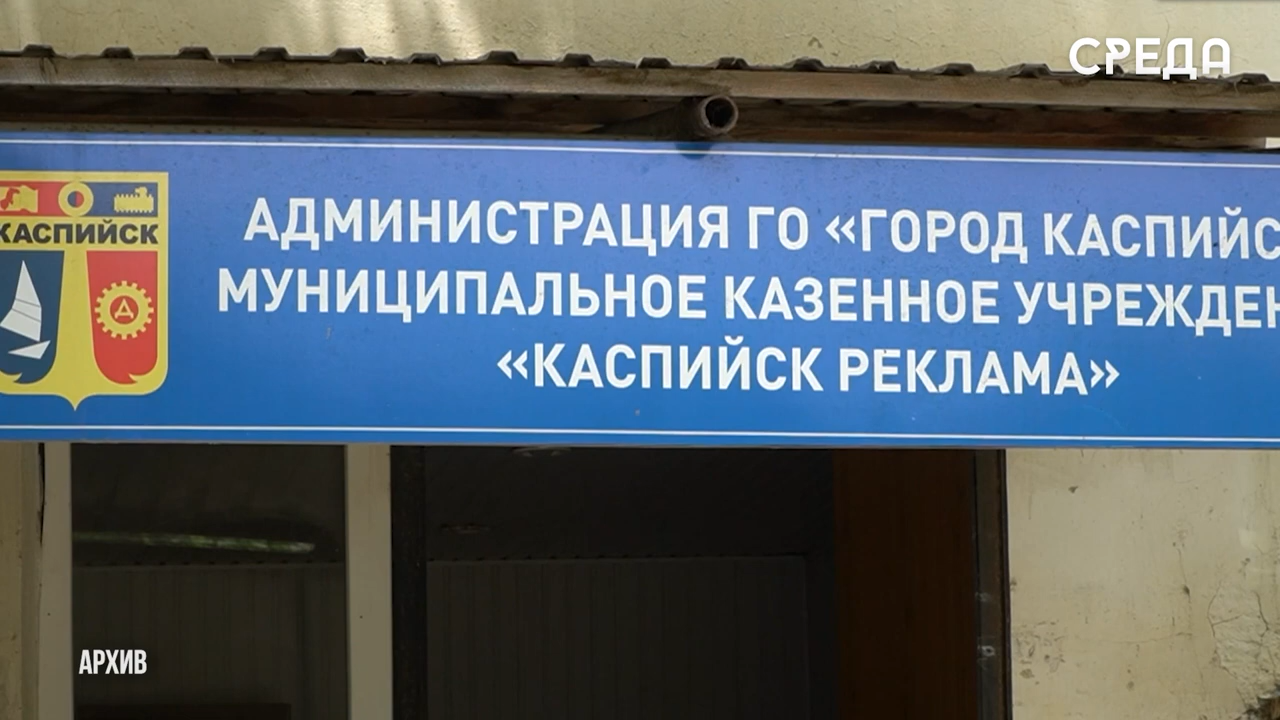 СРЕДА
КАСПИЙСК
АДМИНИСТРАЦИЯ ГО «ГОРОД КАСПИЙС
МУНИЦИПАЛЬНОЕ КАЗЕННОЕ УЧРЕЖДЕН
«КАСПИЙСК РЕКЛАМА»
АРХИВ